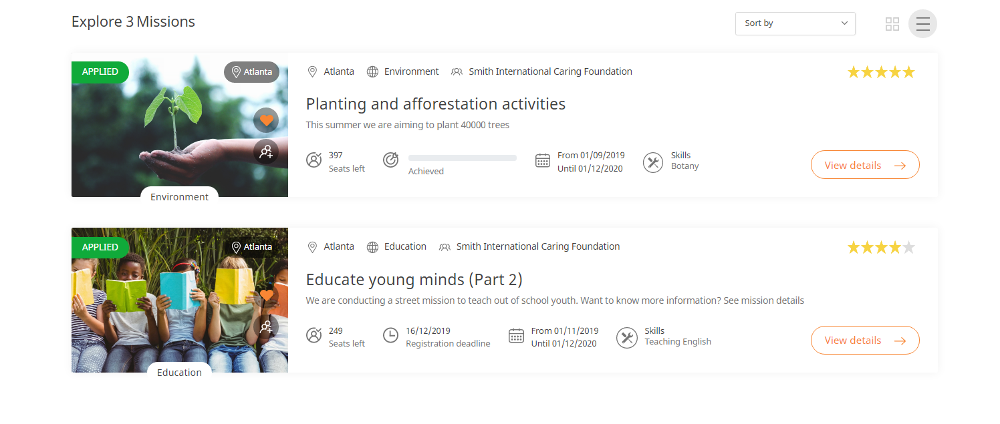 Explore 3 Missions
Sort by
APPLIED
Atlanta
Environment
Atlanta Environment Smith International Caring Foundation
Planting and afforestation activities
This summer we are aiming to plant 40000 trees
397
Seats left
Achieved
From 01/09/2019
Until 01/12/2020
Skills
Botany
View details
APPLIED
Atlanta
Education
Atlanta Education Smith International Caring Foundation
Educate young minds (Part 2)
We are conducting a street mission to teach out of school youth. Want to know more information? See mission details
249
Seats left
16/12/2019
Registration deadline
From 01/11/2019
Until 01/12/2020
Skills
Teaching English
View details